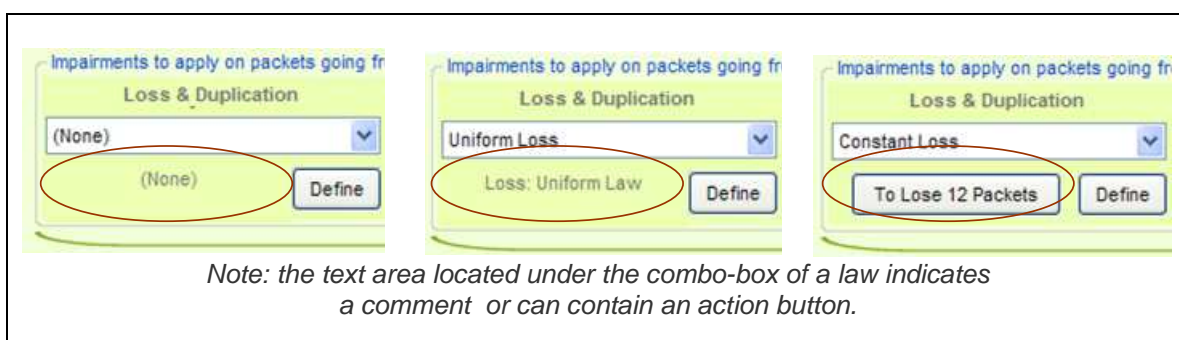 Impairments to apply on packets going fr
Loss & Duplication
(None)
(None)
Define
Impairments to apply on packets going fr
Loss & Duplication
Uniform Loss
Loss: Uniform Law
Define
Impairments to apply on packets going fr
Loss & Duplication
Constant Loss
To Lose 12 Packets
Define
Note: the text area located under the combo-box of a law indicates
a comment or can contain an action button.